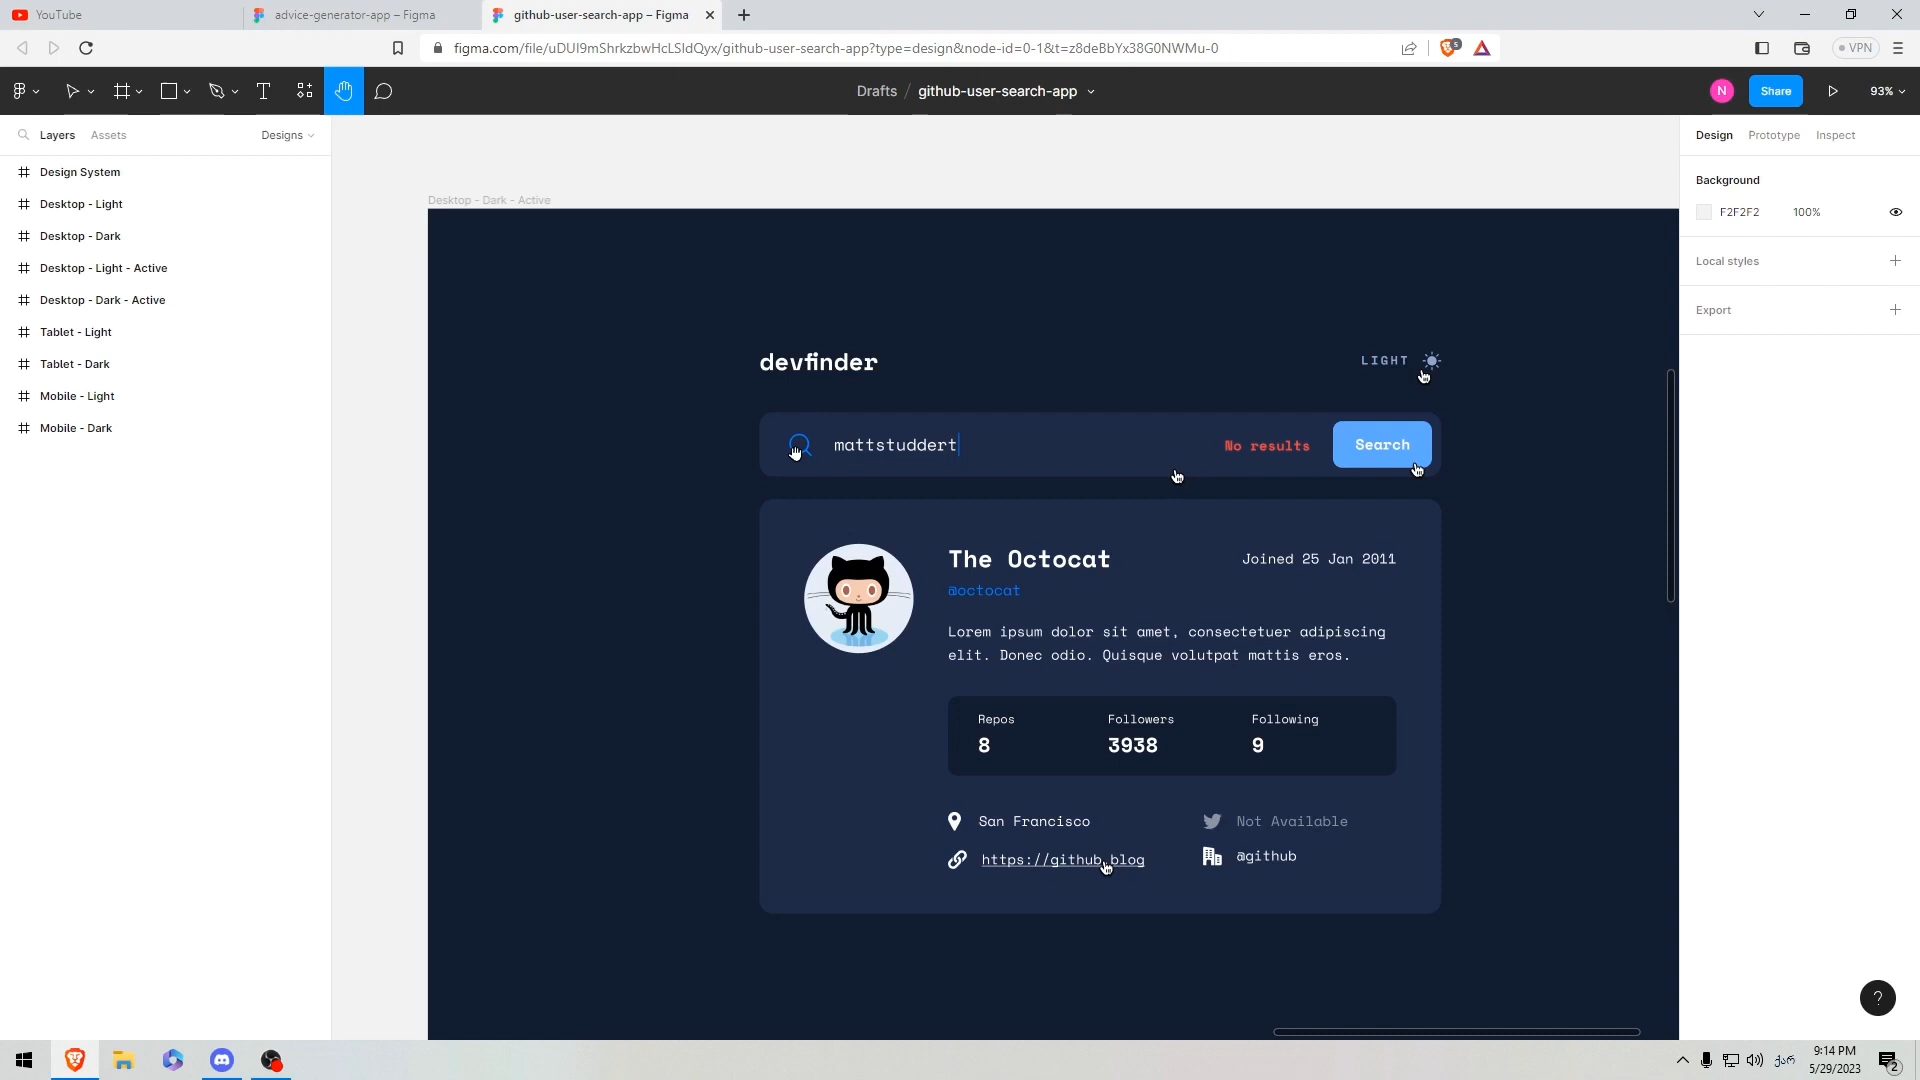 YouTube
advice-generator-app – Figma
github-user-search-app – Figma
figma.com/file/uDUI9mShrkzbwHcLSIdQyx/github-user-search-app?type=design&node-id=0-1&t=z8deBbYx38G0NWMu-0
5
VPN
Drafts / github-user-search-app
N
Share
93%
Layers
Assets
Designs
Design System
Desktop - Light
Desktop - Dark
Desktop - Light - Active
Desktop - Dark - Active
Tablet - Light
Tablet - Dark
Mobile - Light
Mobile - Dark
Desktop - Dark - Active
devfinder
LIGHT
mattstuddert
No results
Search
The Octocat
Joined 25 Jan 2011
@octocat
Lorem ipsum dolor sit amet, consectetuer adipiscing
elit. Donec odio. Quisque volutpat mattis eros.
Repos
Followers
Following
8
3938
9
San Francisco
Not Available
https://github.blog
@github
Design
Prototype
Inspect
Background
F2F2F2
100%
Local styles
Export
?
ქარ
9:14 PM
5/29/2023
2